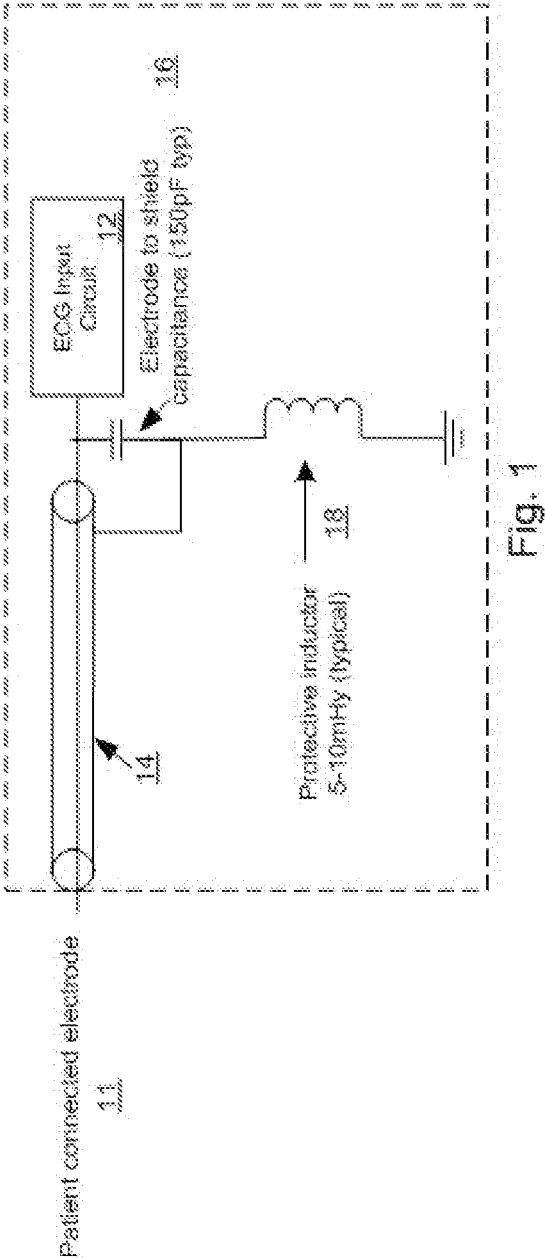 Patient connected electrode
11
14
ECG Input
Circuit
12
Electrode to shield
capacitance (150pF typ)
16
Protective inductor
5-10mHy (typical)
18
Fig. 1